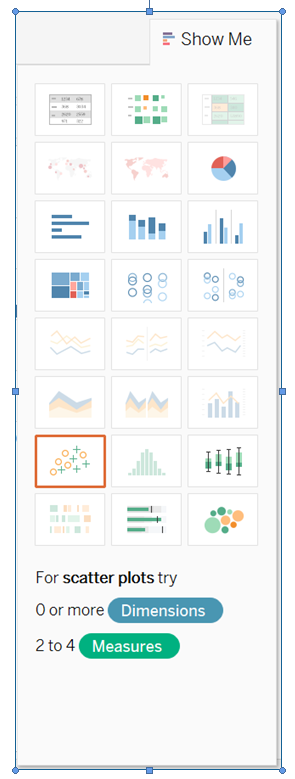 Show Me
For scatter plots try
0 or more Dimensions
2 to 4 Measures